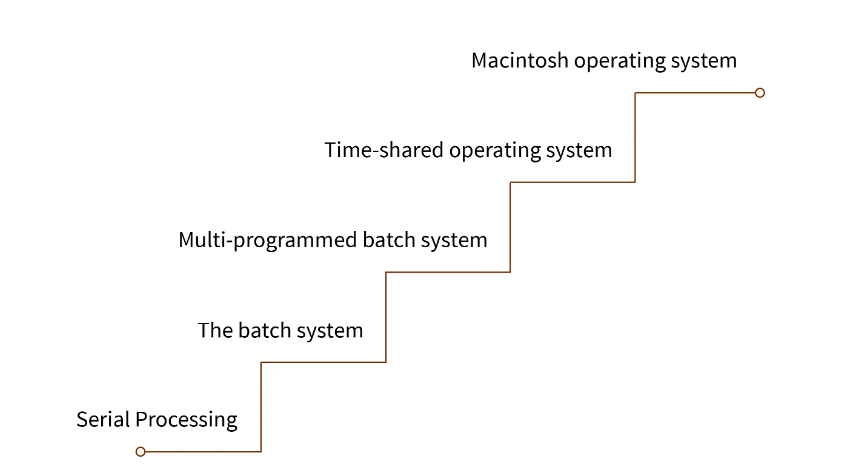 Macintosh operating system
Time-shared operating system
Multi-programmed batch system
The batch system
Serial Processing